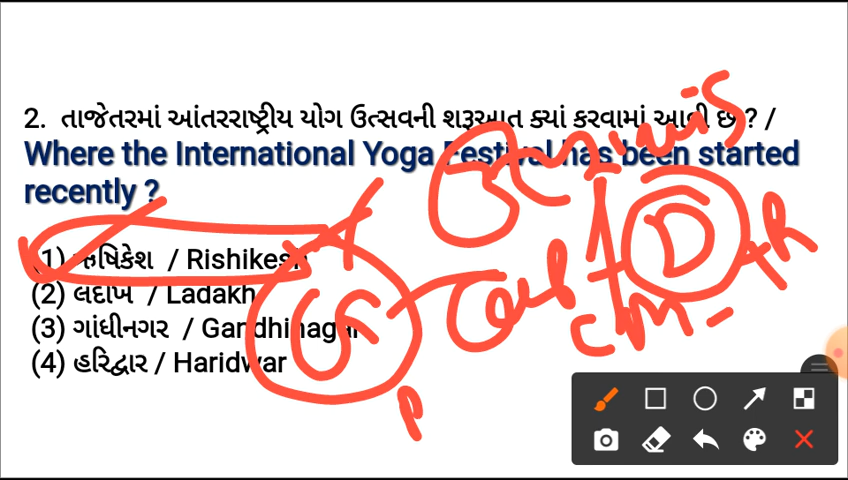 2. તાજેતરમાં આંતરરાષ્ટ્રીય યોગ ઉત્સવની શરૂઆત ક્યાં કરવામાં આવી છે ? /
Where the International Yoga Festival has been started
recently ?
(1) ઋષિકેશ / Rishikesh
(2) લદાખ / Ladakh
(3) ગાંધીનગર / Gandhinagar
(4) હરિદ્વાર / Haridwar